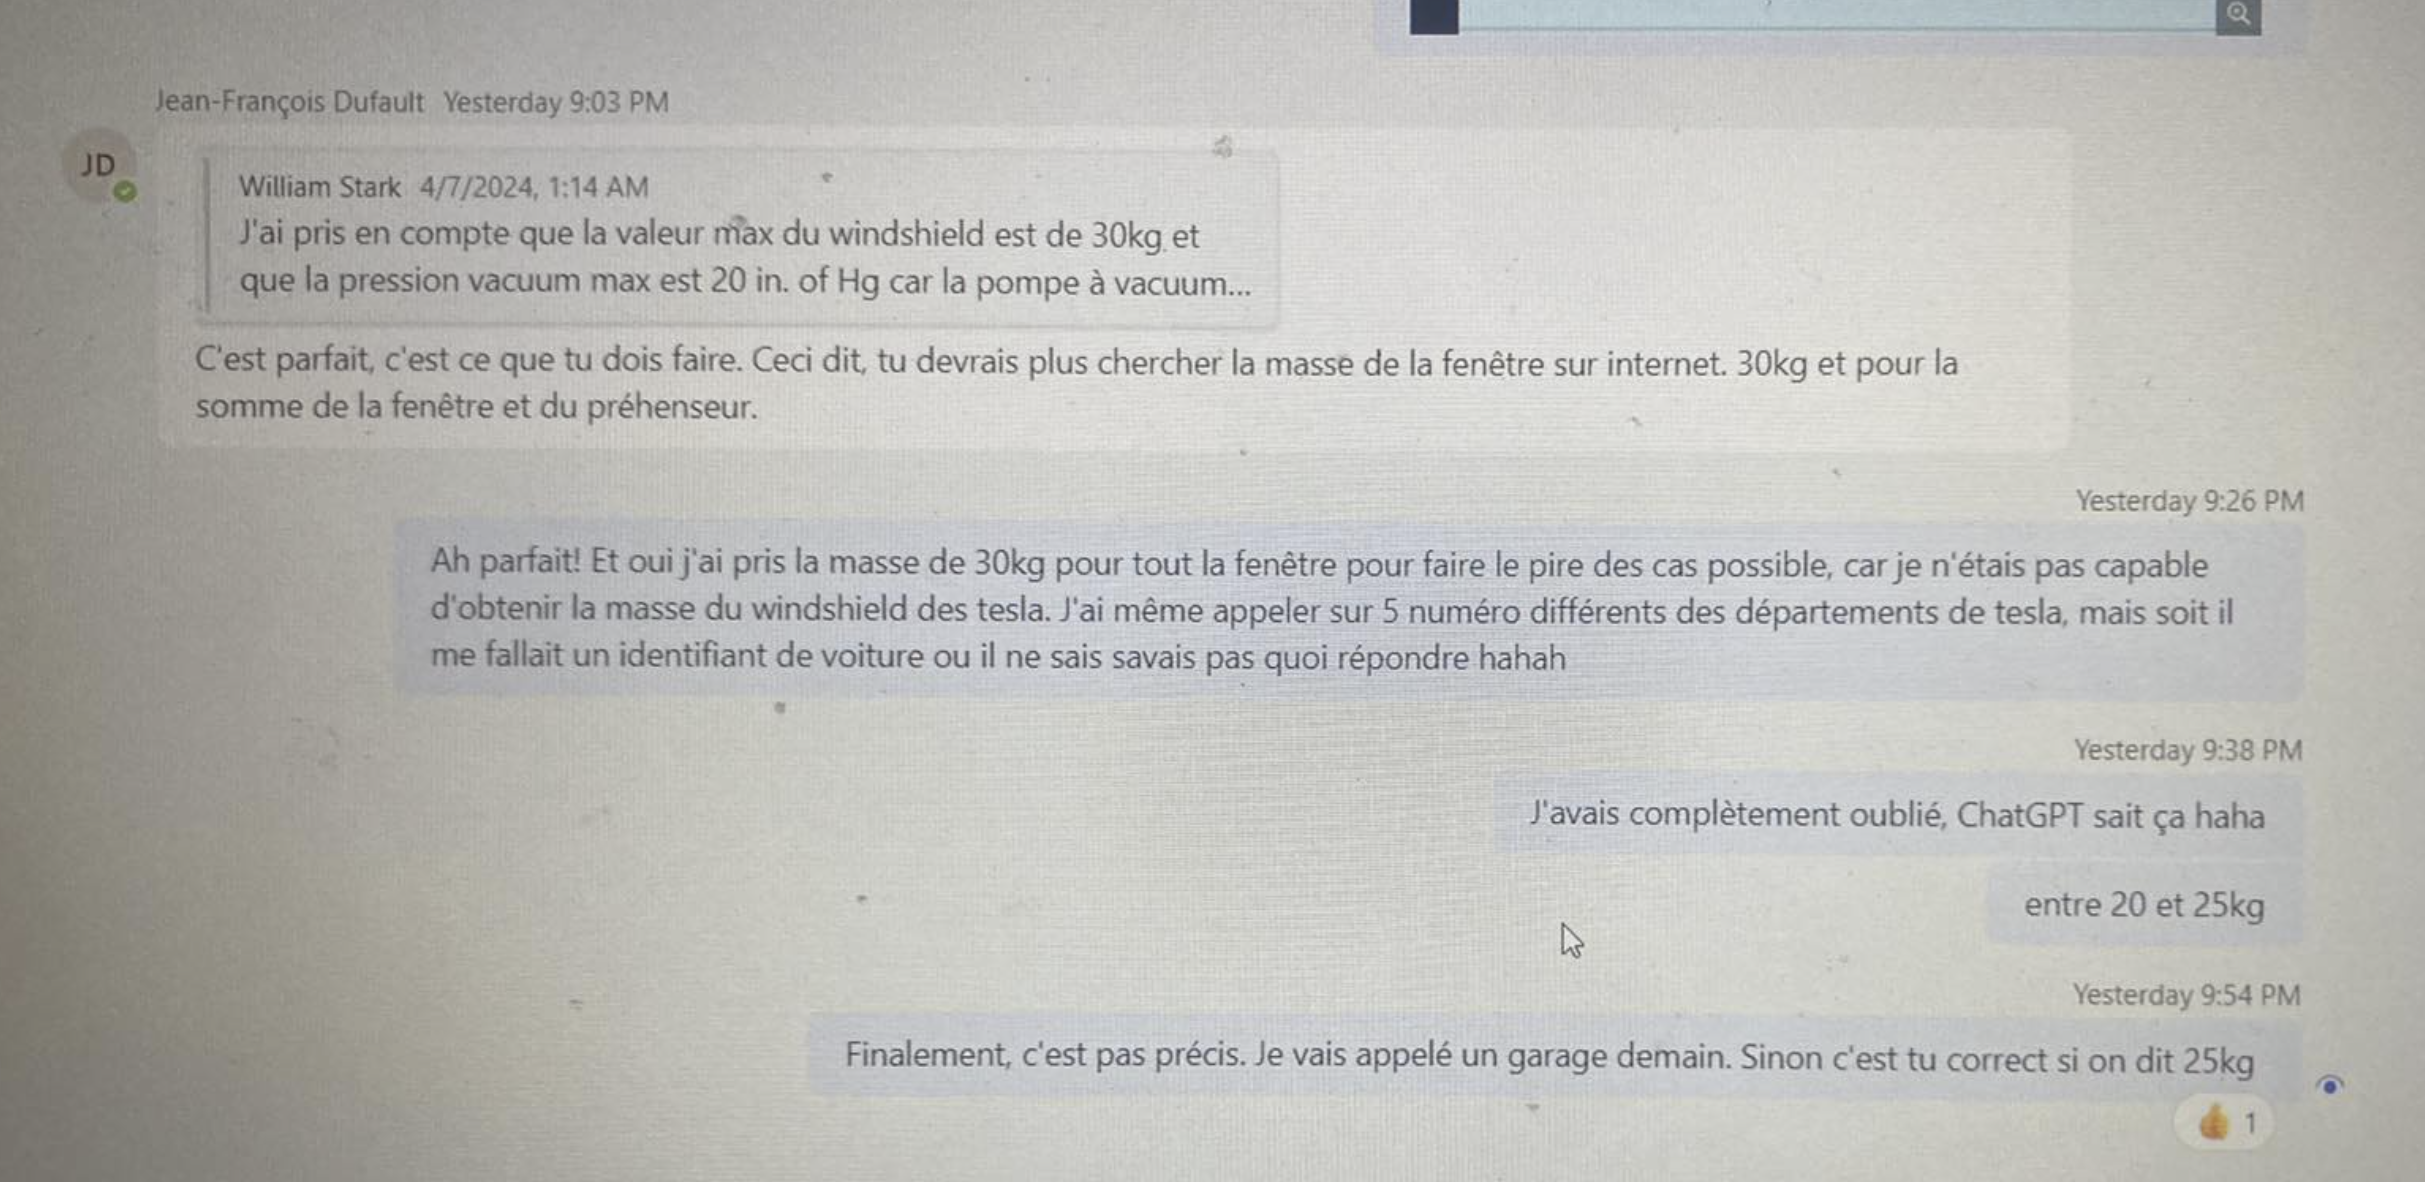 Jean-François Dufault Yesterday 9:03 PM
JD
William Stark 4/7/2024, 1:14 AM
J'ai pris en compte que la valeur max du windshield est de 30kg et
que la pression vacuum max est 20 in. of Hg car la pompe à vacuum...
C'est parfait, c'est ce que tu dois faire. Ceci dit, tu devrais plus chercher la masse de la fenêtre sur internet. 30kg et pour la
somme de la fenêtre et du préhenseur.
Yesterday 9:26 PM
Ah parfait! Et oui j'ai pris la masse de 30kg pour tout la fenêtre pour faire le pire des cas possible, car je n'étais pas capable
d'obtenir la masse du windshield des tesla. J'ai même appeler sur 5 numéro différents des départements de tesla, mais soit il
me fallait un identifiant de voiture ou il ne sais savais pas quoi répondre hahah
Yesterday 9:38 PM
J'avais complètement oublié, ChatGPT sait ça haha
entre 20 et 25kg
Yesterday 9:54 PM
Finalement, c'est pas précis. Je vais appelé un garage demain. Sinon c'est tu correct si on dit 25kg
1